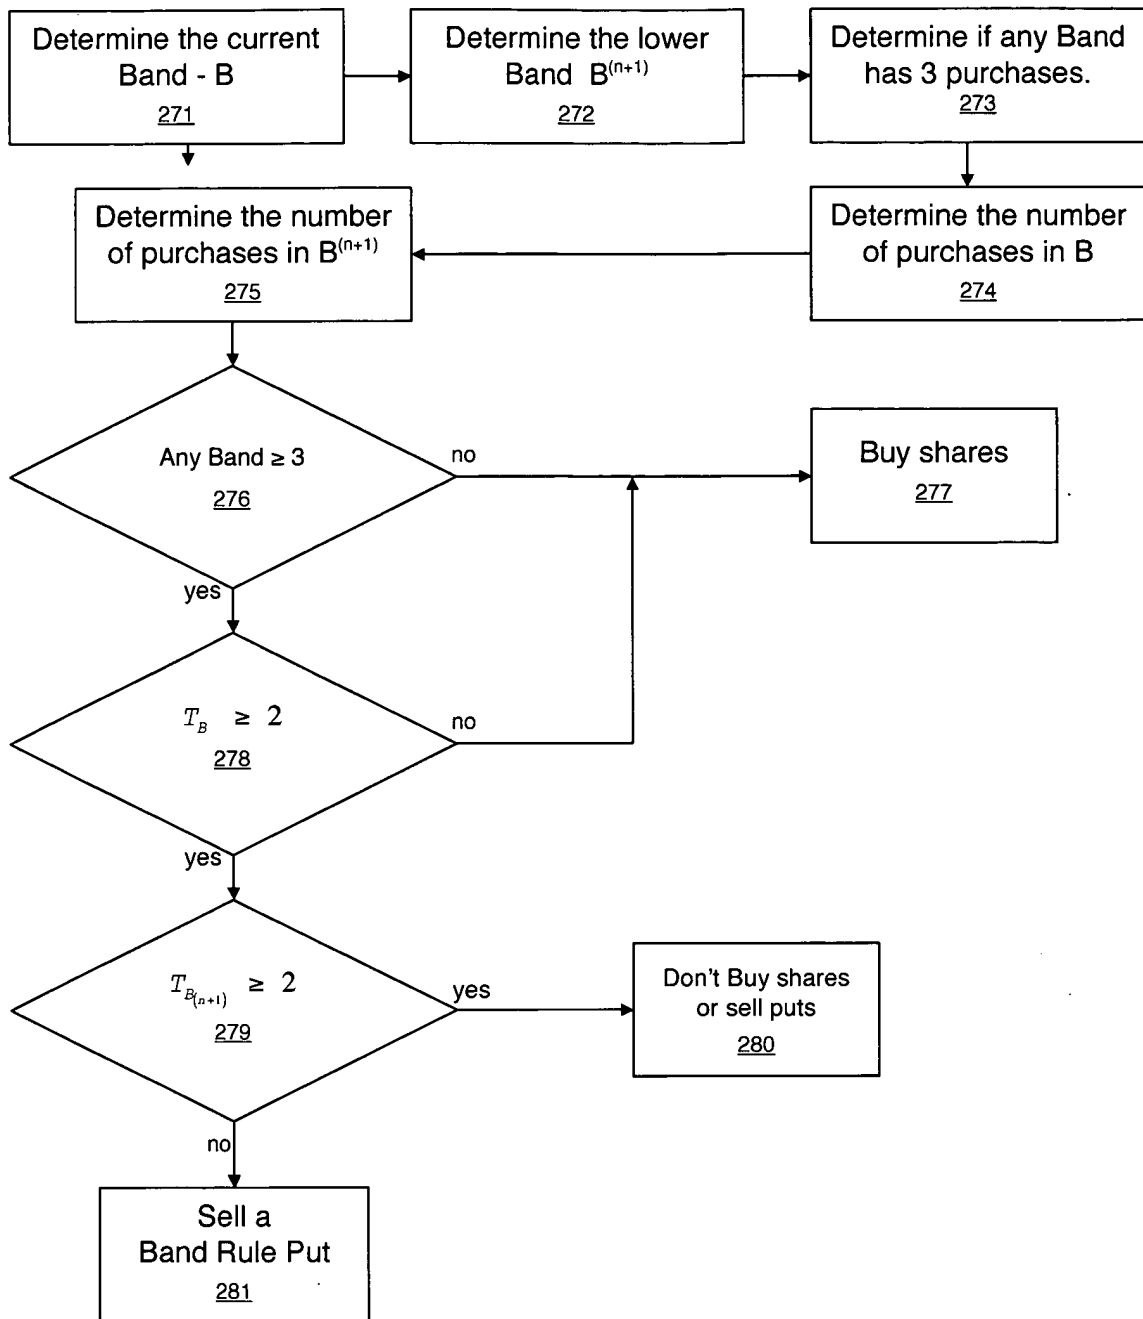 Determine the current
Band - B
271
Determine the lower
Band B(n+1)
272
Determine if any Band
has 3 purchases.
273
Determine the number
of purchases in B(n+1)
275
Determine the number
of purchases in B
274
Any Band ≥ 3
276
no
Buy shares
277
yes
T_B ≥ 2
278
no
yes
T_B(n+1) ≥ 2
279
yes
Don't Buy shares
or sell puts
280
no
Sell a
Band Rule Put
281